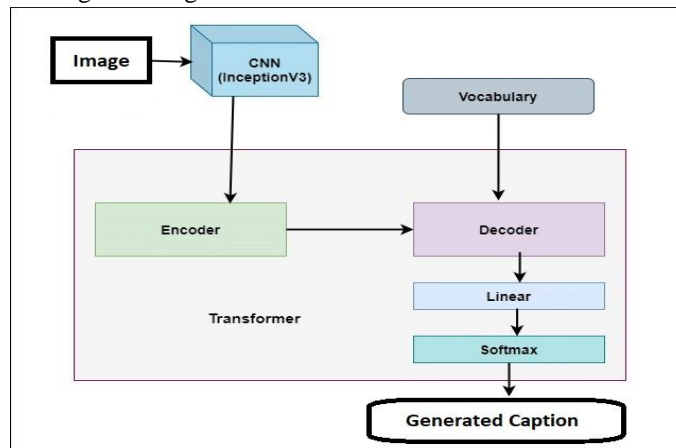 Image
CNN
(InceptionV3)
Vocabulary
Encoder
Decoder
Linear
Transformer
Softmax
Generated Caption